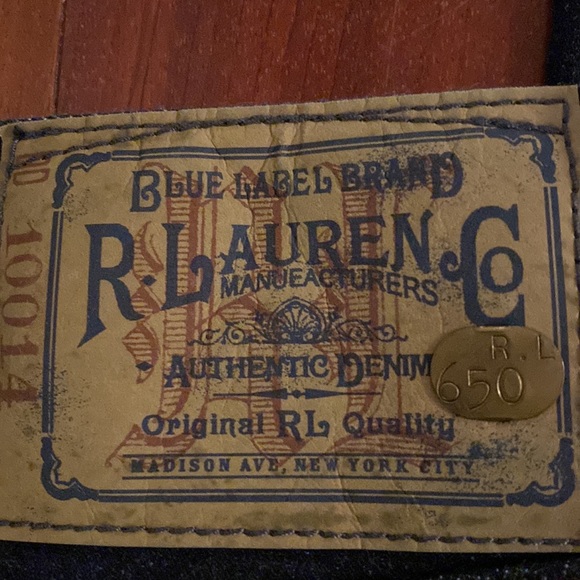 BLUE LABEL BRAND
R.LAUREN Co
MANUFACTURERS
AUTHENTIC DENIM
Original RL Quality
MADISON AVE, NEW YORK CITY
R.L
650
10014